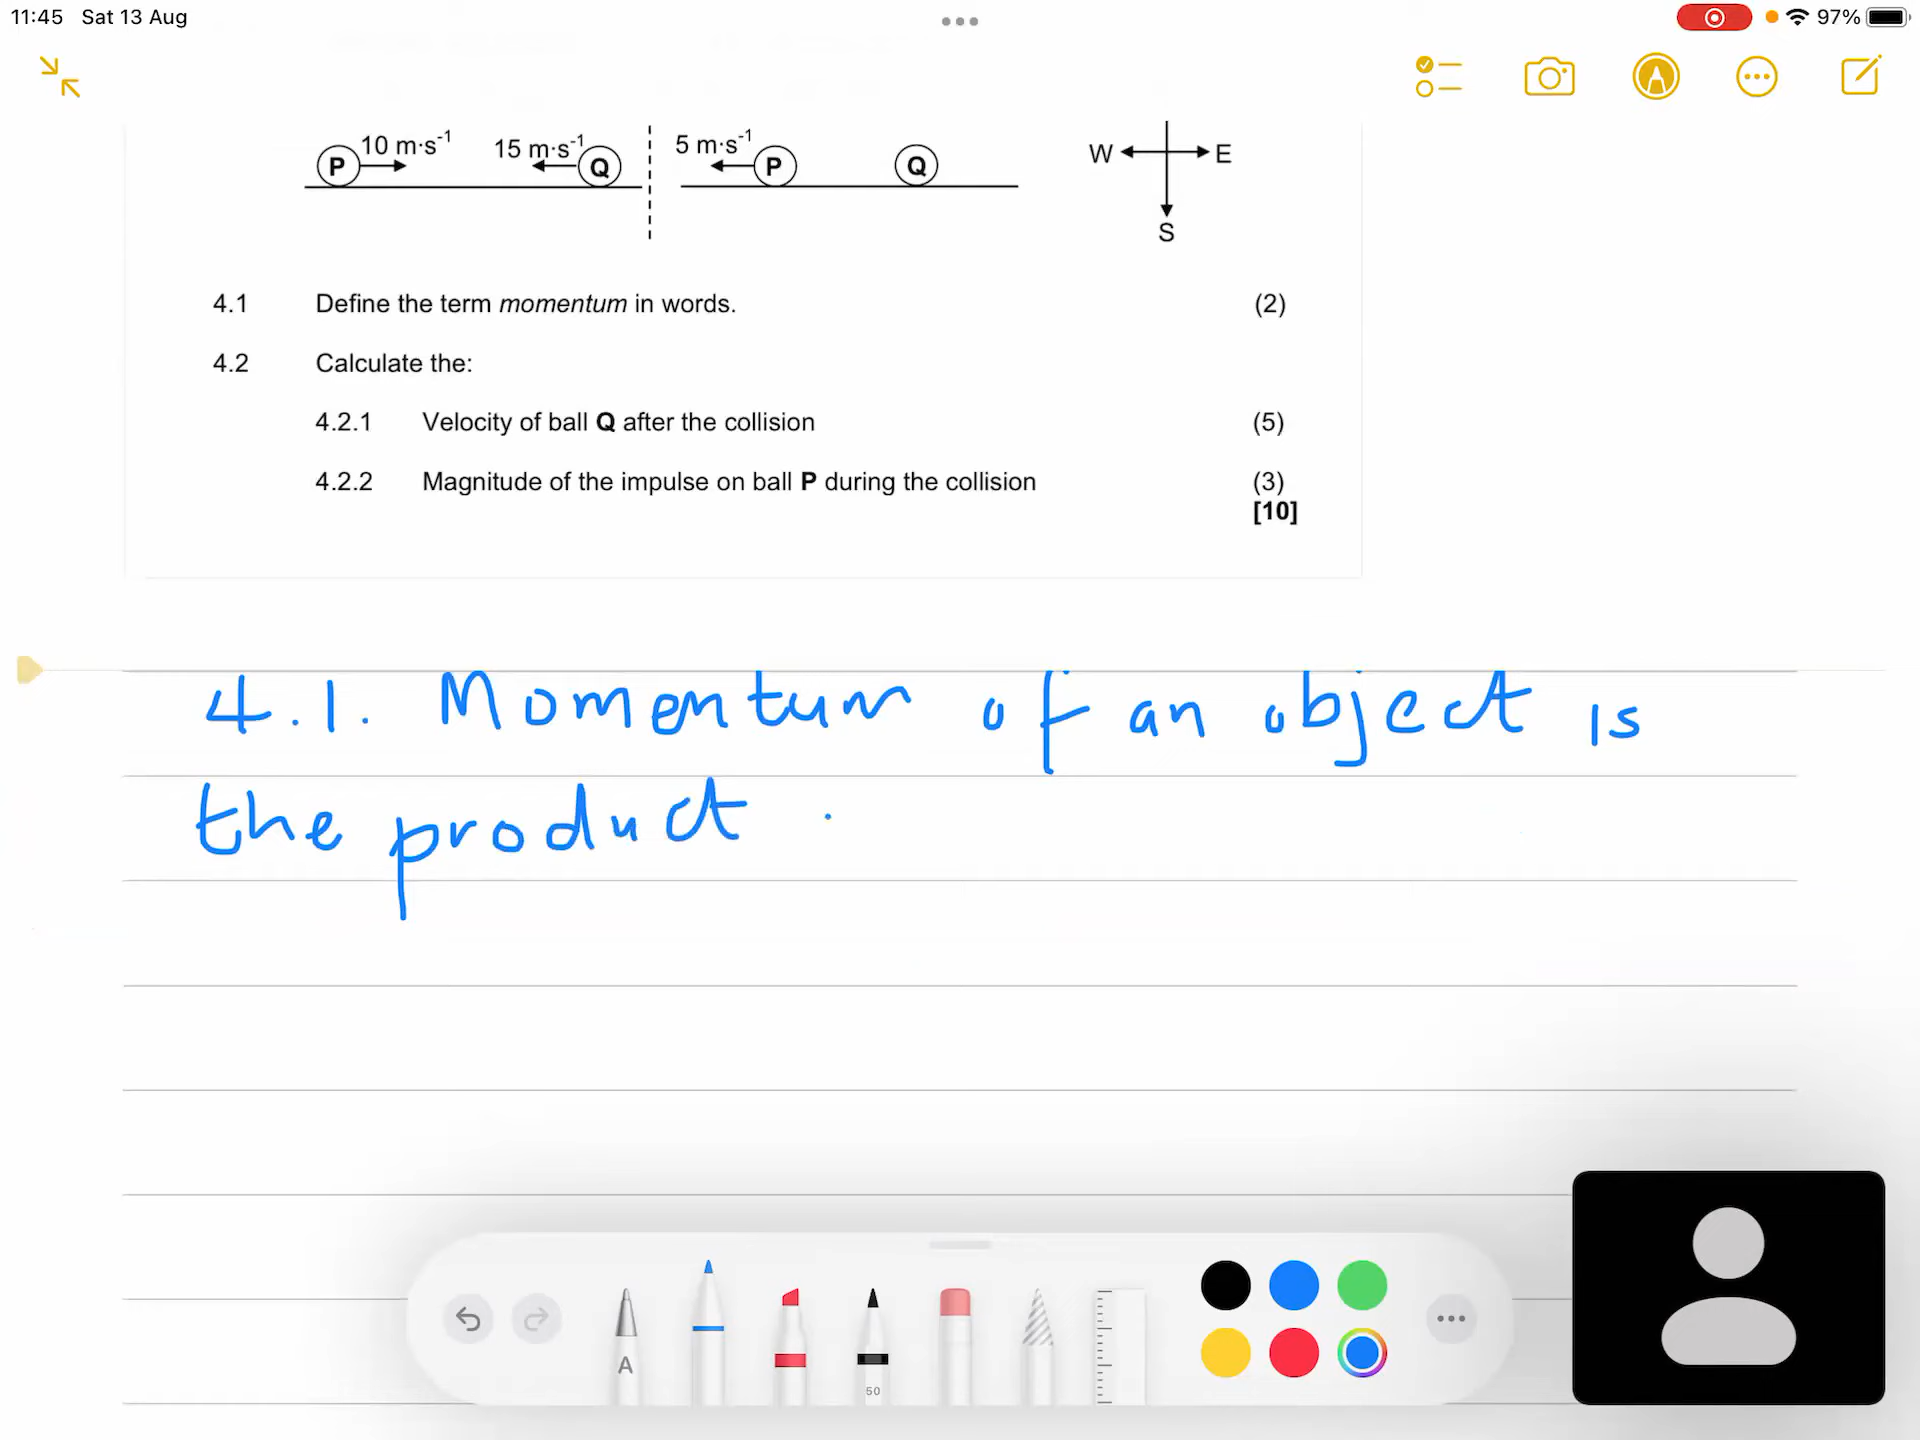 11:45 Sat 13 Aug 97%
10 m·s⁻¹ 15 m·s⁻¹ 5 m·s⁻¹
P Q P Q W E
S
4.1 Define the term momentum in words. (2)
4.2 Calculate the:
4.2.1 Velocity of ball Q after the collision (5)
4.2.2 Magnitude of the impulse on ball P during the collision (3)
[10]
4.1. Momentum of an object is
the product .
A
50